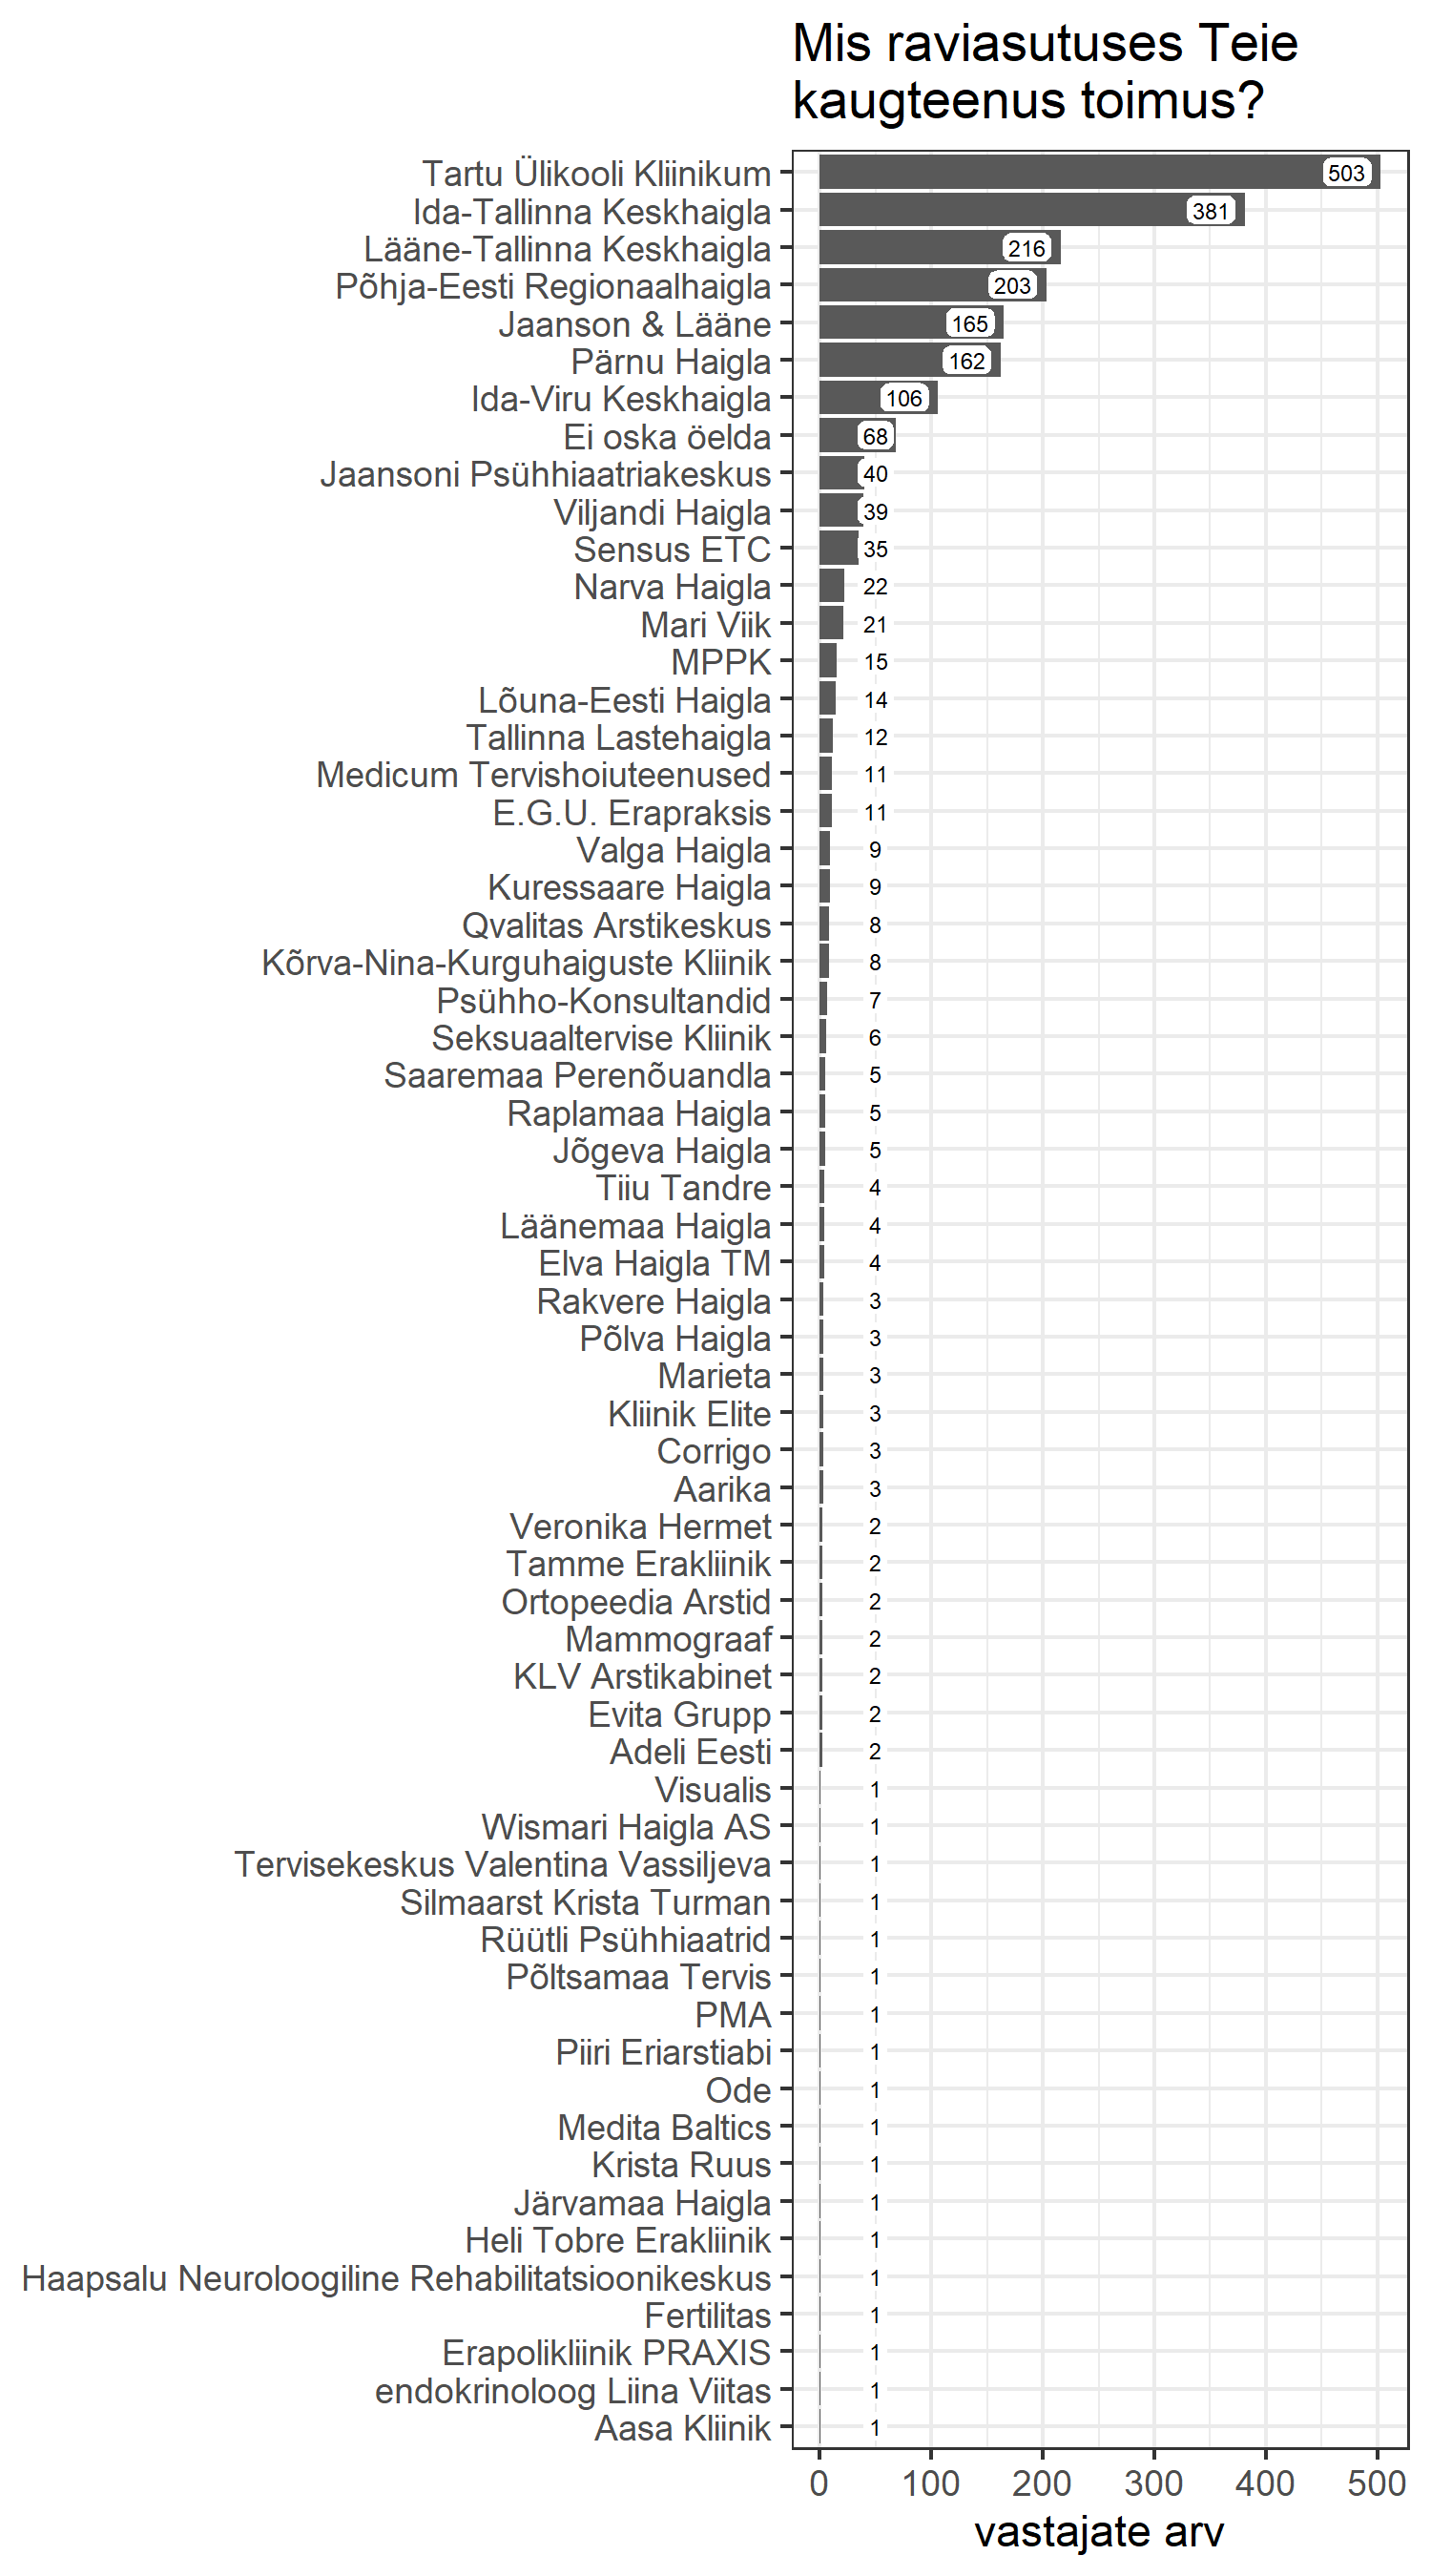 Mis raviasutuses Teie
kaugteenus toimus?
Tartu Ülikooli Kliinikum 503
Ida-Tallinna Keskhaigla 381
Lääne-Tallinna Keskhaigla 216
Põhja-Eesti Regionaalhaigla 203
Jaanson & Lääne 165
Pärnu Haigla 162
Ida-Viru Keskhaigla 106
Ei oska öelda 68
Jaansoni Psühhiaatriakeskus 40
Viljandi Haigla 39
Sensus ETC 35
Narva Haigla 22
Mari Viik 21
MPPK 15
Lõuna-Eesti Haigla 14
Tallinna Lastehaigla 12
Medicum Tervishoiuteenused 11
E.G.U. Erapraksis 11
Valga Haigla 9
Kuressaare Haigla 9
Qvalitas Arstikeskus 8
Kõrva-Nina-Kurguhaiguste Kliinik 8
Psühho-Konsultandid 7
Seksuaaltervise Kliinik 6
Saaremaa Perenõuandla 5
Raplamaa Haigla 5
Jõgeva Haigla 5
Tiiu Tandre 4
Läänemaa Haigla 4
Elva Haigla TM 4
Rakvere Haigla 3
Põlva Haigla 3
Marieta 3
Kliinik Elite 3
Corrigo 3
Aarika 3
Veronika Hermet 2
Tamme Erakliinik 2
Ortopeedia Arstid 2
Mammograaf 2
KLV Arstikabinet 2
Evita Grupp 2
Adeli Eesti 2
Visualis 1
Wismari Haigla AS 1
Tervisekeskus Valentina Vassiljeva 1
Silmaarst Krista Turman 1
Rüütli Psühhiaatrid 1
Põltsamaa Tervis 1
PMA 1
Piiri Eriarstiabi 1
Ode 1
Medita Baltics 1
Krista Ruus 1
Järvamaa Haigla 1
Heli Tobre Erakliinik 1
Haapsalu Neuroloogiline Rehabilitatsioonikeskus 1
Fertilitas 1
Erapolikliinik PRAXIS 1
endokrinoloog Liina Viitas 1
Aasa Kliinik 1
0 100 200 300 400 500
vastajate arv